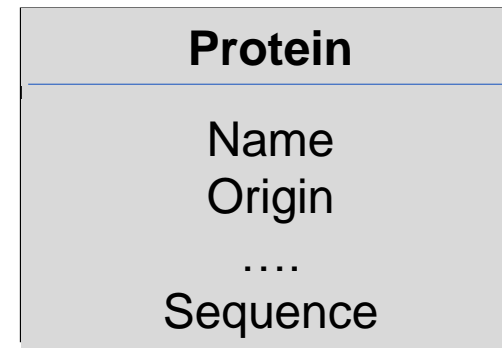 Protein
Name
Origin
….
Sequence